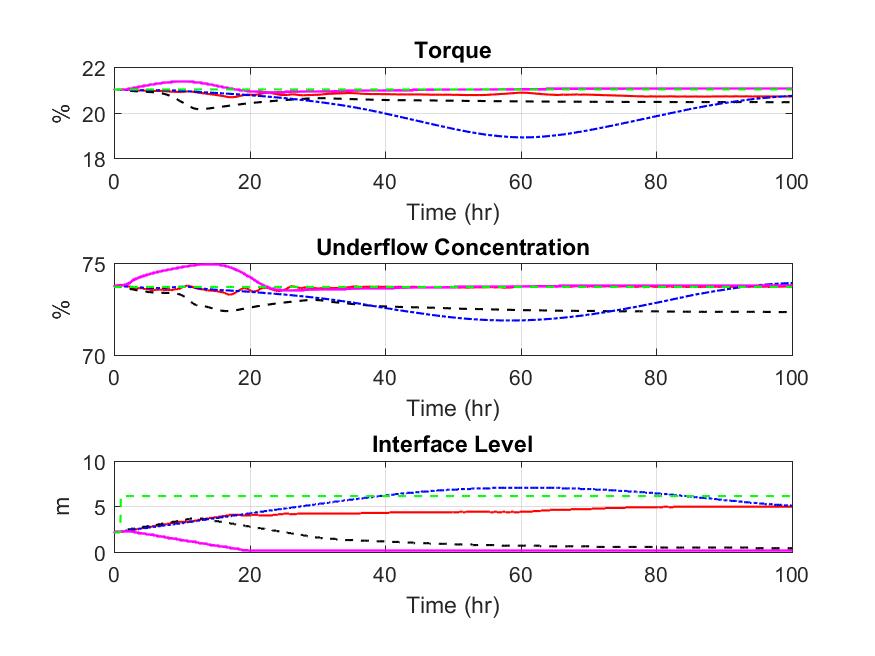 Torque
22
20
18
%
0 20 40 60 80 100
Time (hr)
Underflow Concentration
75
70
%
0 20 40 60 80 100
Time (hr)
Interface Level
10
5
0
m
0 20 40 60 80 100
Time (hr)